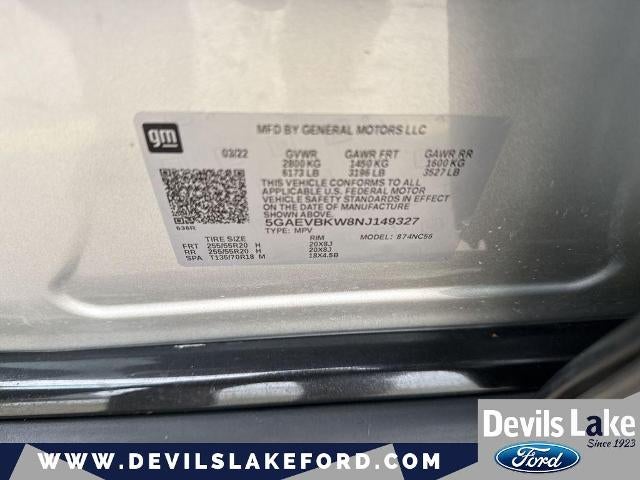 gm
MFD BY GENERAL MOTORS LLC
03/22 GVWR GAWR FRT GAWR RR
2800 KG 1450 KG 1600 KG
6173 LB 3196 LB 3527 LB
THIS VEHICLE CONFORMS TO ALL
APPLICABLE U.S. FEDERAL MOTOR
VEHICLE SAFETY STANDARDS IN EFFECT
ON THE DATE OF MANUFACTURE SHOWN ABOVE.
636R
5GAEVBKW8NJ149327
TYPE: MPV
TIRE SIZE RIM MODEL: 874NC56
FRT 255/55R20 H 20X8J
RR 255/55R20 H 20X8J
SPA T135/70R18 M 18X4.5B
Devils Lake
Since 1923
Ford
WWW.DEVILSLAKEFORD.COM